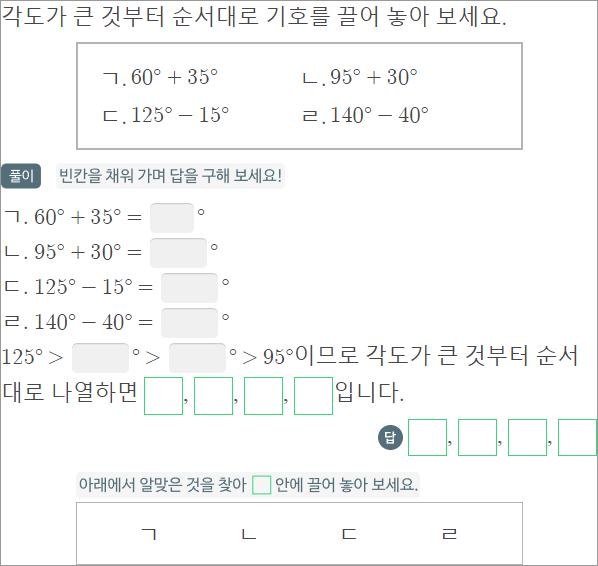 각도가 큰 것부터 순서대로 기호를 끌어 놓아 보세요.
ㄱ. 60° + 35° ㄴ. 95° + 30°
ㄷ. 125° − 15° ㄹ. 140° − 40°
풀이 빈칸을 채워 가며 답을 구해 보세요!
ㄱ. 60° + 35° = °
ㄴ. 95° + 30° = °
ㄷ. 125° − 15° = °
ㄹ. 140° − 40° = °
125° > ° > ° > 95°이므로 각도가 큰 것부터 순서
대로 나열하면 , , , 입니다.
답 , , ,
아래에서 알맞은 것을 찾아 안에 끌어 놓아 보세요.
ㄱ ㄴ ㄷ ㄹ